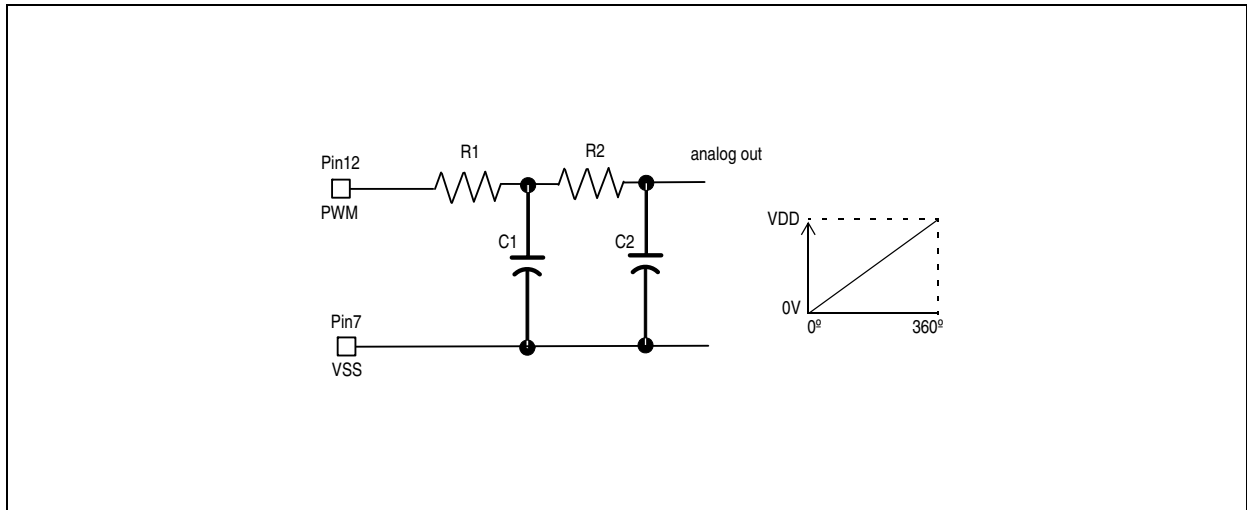 R1
R2
analog out
Pin12
PWM
C1
C2
VDD
0V
0º
360º
Pin7
VSS